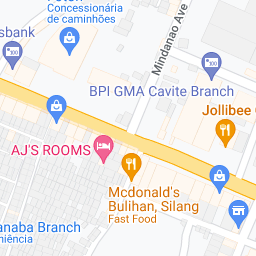 Concessionária
de caminhões
sbank
Mindanao Ave
BPI GMA Cavite Branch
Jollibee
AJ'S ROOMS
Mcdonald's
Bulihan, Silang
Fast Food
anaba Branch
niência